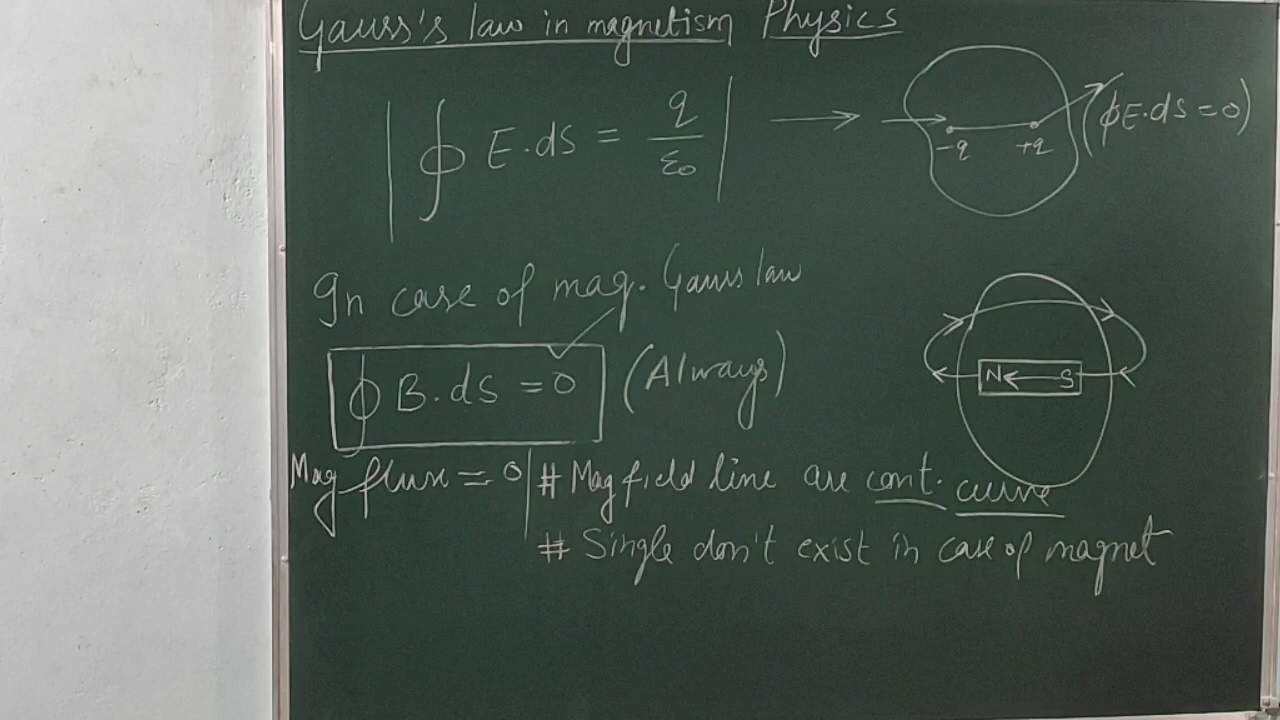 Gauss's law in magnetism Physics
∮ E.ds = q/ε₀
-q +q
(∮E.ds = 0)
In case of mag. Gauss law
∮ B.ds = 0 (Always)
N S
Mag flux = 0
# Mag field line are cont. curve
# Single don't exist in case of magnet